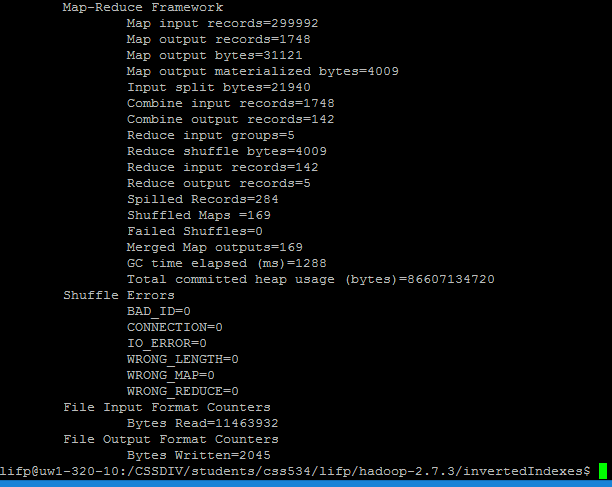 Map-Reduce Framework
Map input records=299992
Map output records=1748
Map output bytes=31121
Map output materialized bytes=4009
Input split bytes=21940
Combine input records=1748
Combine output records=142
Reduce input groups=5
Reduce shuffle bytes=4009
Reduce input records=142
Reduce output records=5
Spilled Records=284
Shuffled Maps =169
Failed Shuffles=0
Merged Map outputs=169
GC time elapsed (ms)=1288
Total committed heap usage (bytes)=86607134720
Shuffle Errors
BAD_ID=0
CONNECTION=0
IO_ERROR=0
WRONG_LENGTH=0
WRONG_MAP=0
WRONG_REDUCE=0
File Input Format Counters
Bytes Read=11463932
File Output Format Counters
Bytes Written=2045
lifp@uw1-320-10:/CSSDIV/students/css534/lifp/hadoop-2.7.3/invertedIndexes$